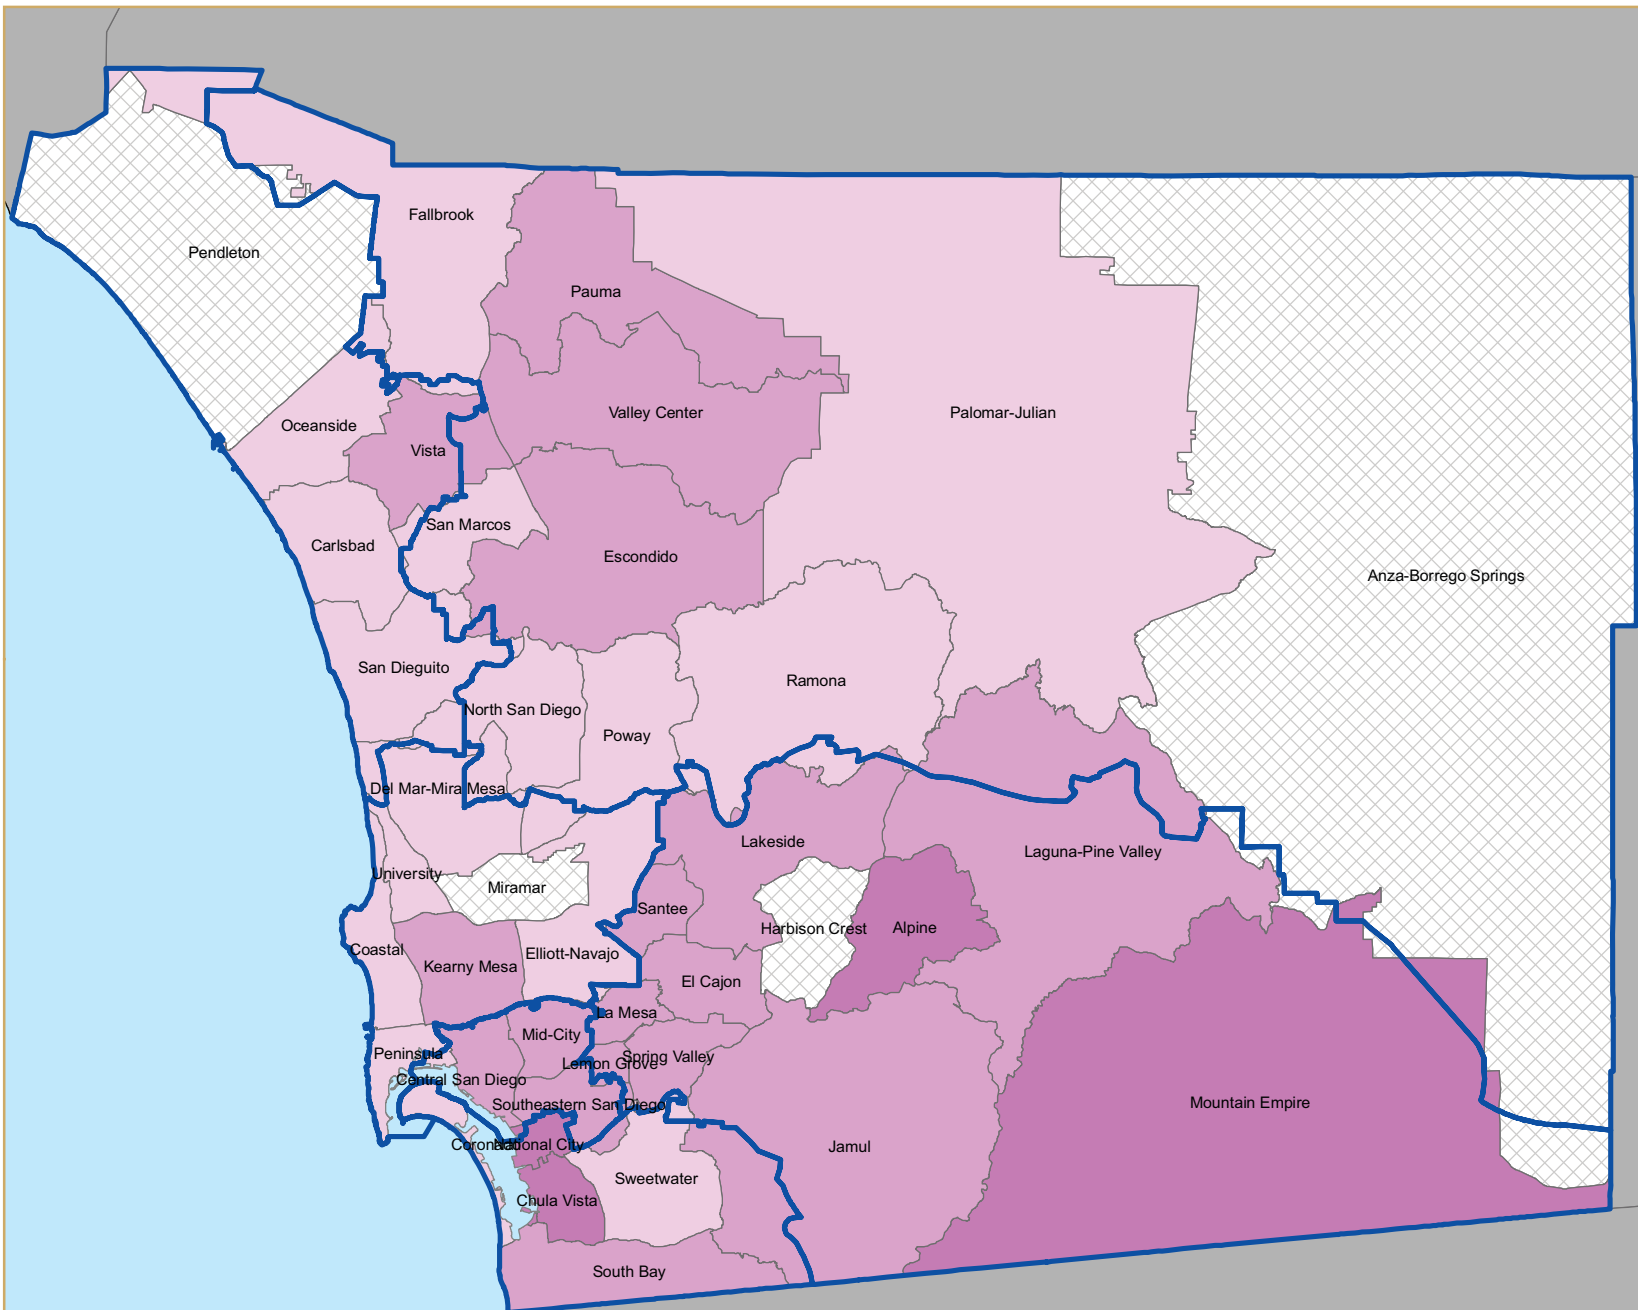 Fallbrook
Pendleton
Pauma
Valley Center
Palomar-Julian
Oceanside
Vista
San Marcos
Carlsbad
Escondido
Anza-Borrego Springs
San Dieguito
Ramona
North San Diego
Poway
Del Mar-Mira Mesa
Lakeside
Laguna-Pine Valley
University
Miramar
Santee
Harbison Crest
Alpine
Coastal
Elliott-Navajo
Kearny Mesa
El Cajon
La Mesa
Mid-City
Peninsula
Lemon Grove
Spring Valley
Central San Diego
Southeastern San Diego
Mountain Empire
Coronado
National City
Jamul
Sweetwater
Chula Vista
South Bay